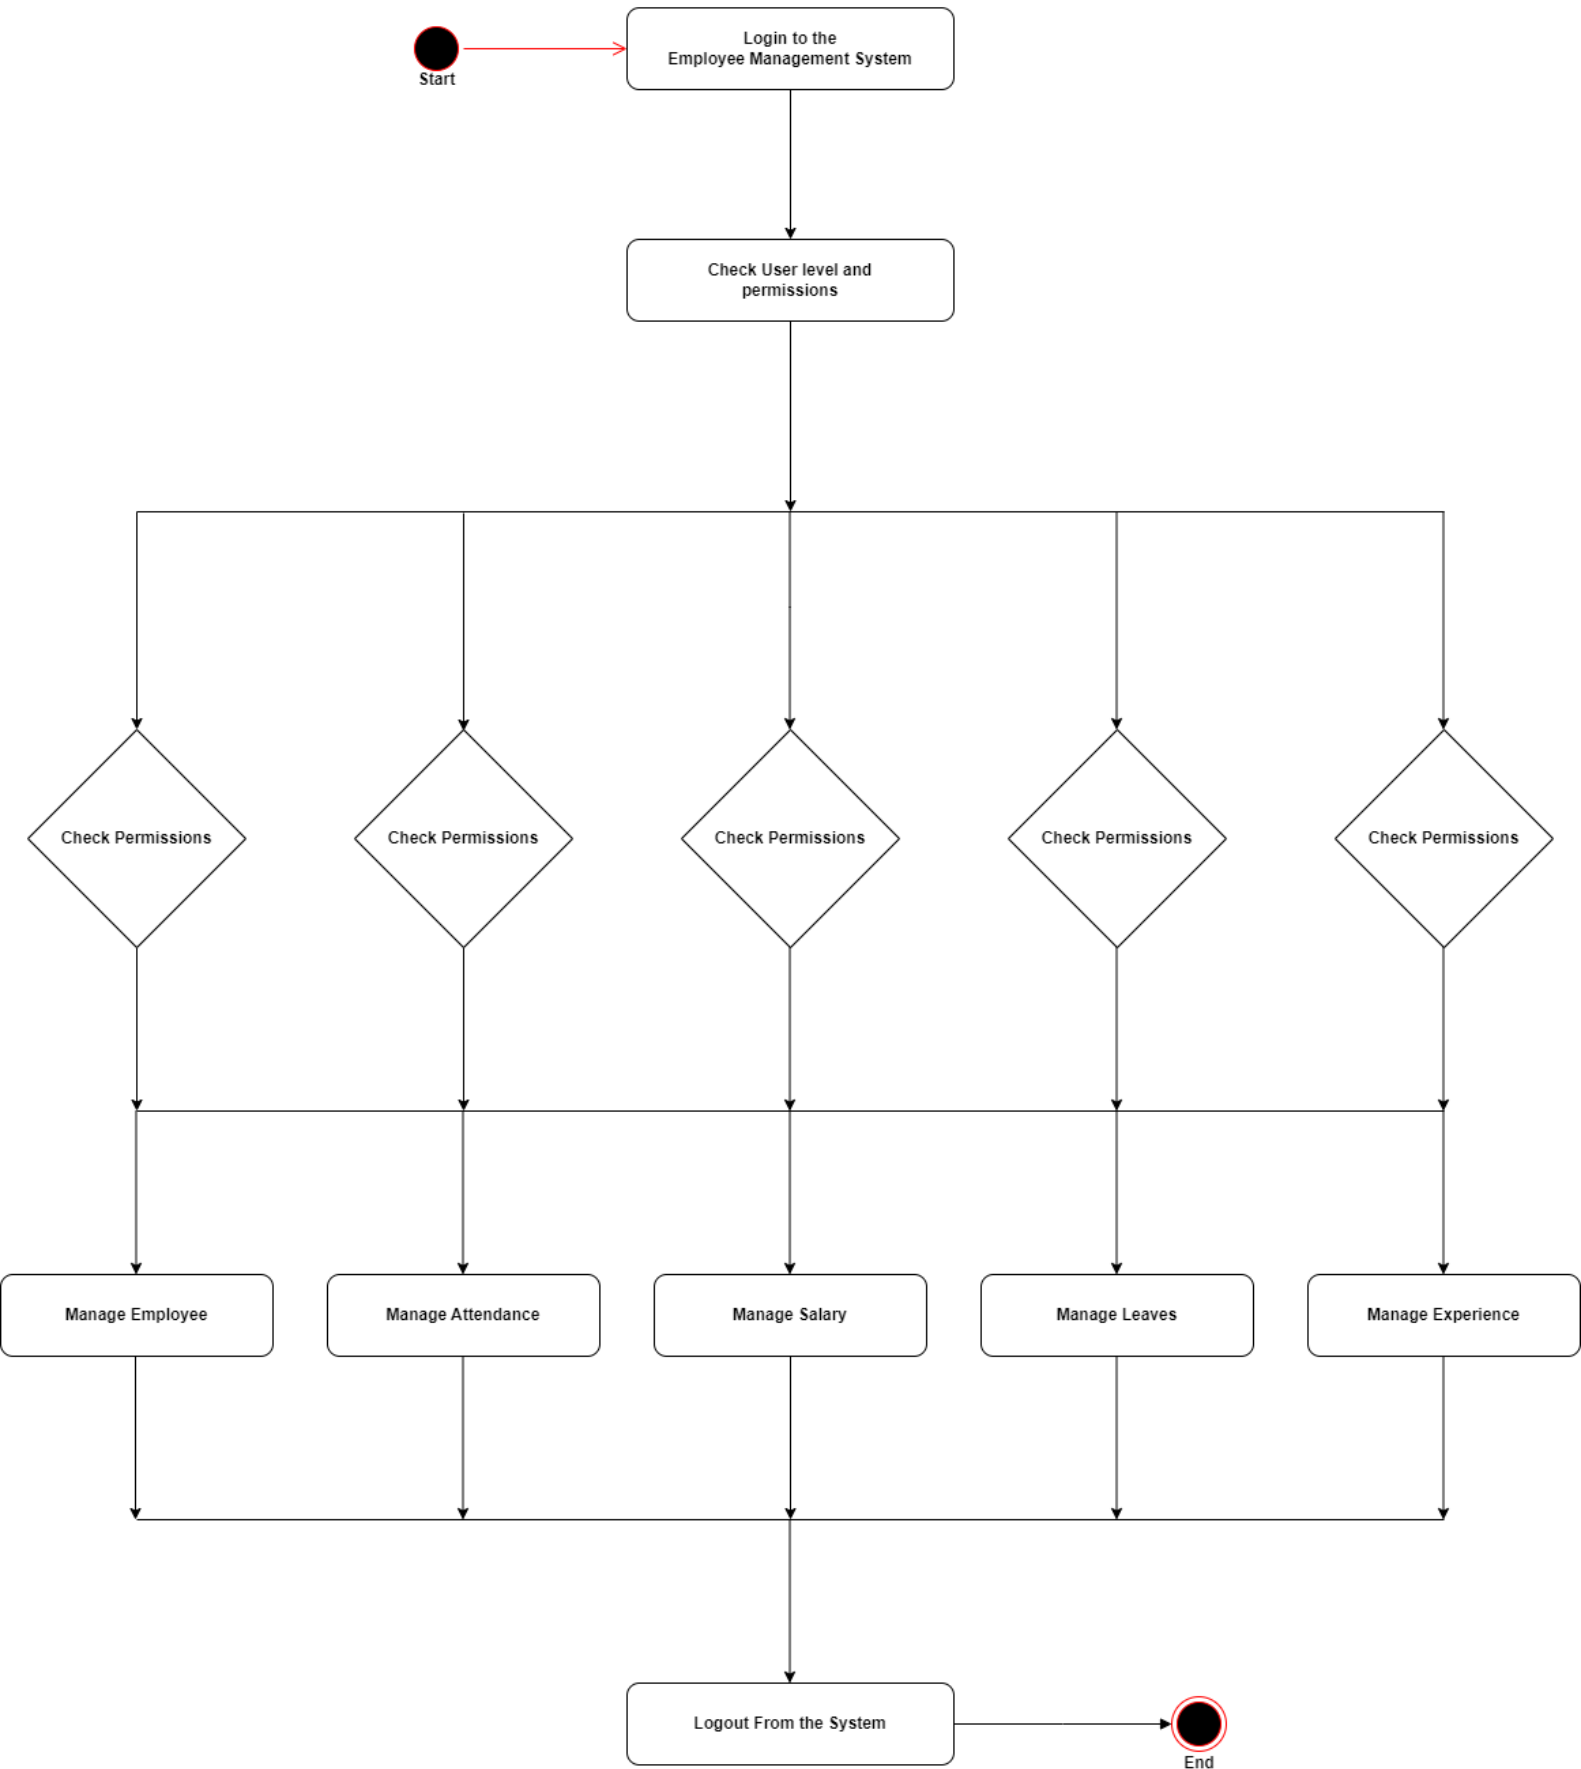 Login to the
Employee Management System
Start
Check User level and
permissions
Check Permissions
Check Permissions
Check Permissions
Check Permissions
Check Permissions
Manage Employee
Manage Attendance
Manage Salary
Manage Leaves
Manage Experience
Logout From the System
End